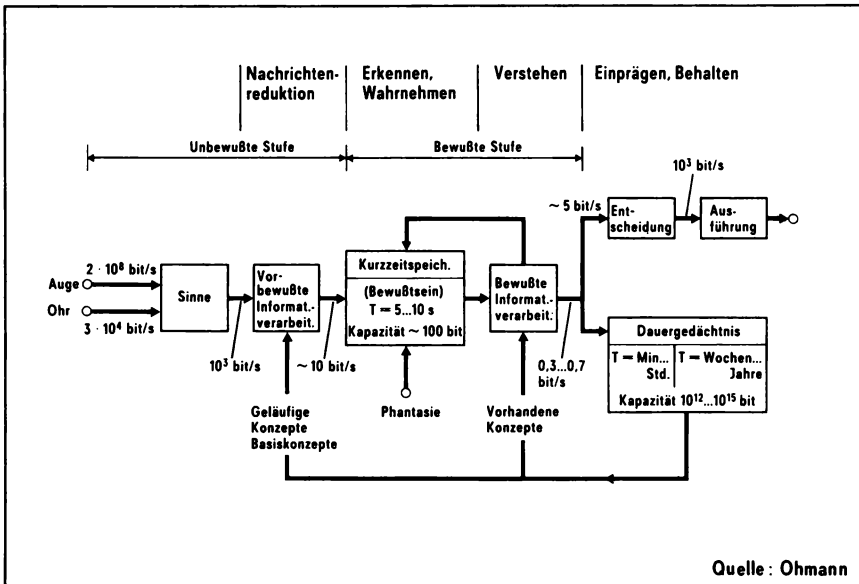 Nachrichten-
reduktion
Erkennen,
Wahrnehmen
Verstehen
Einprägen, Behalten
Unbewußte Stufe
Bewußte Stufe
Auge
2 · 10⁸ bit/s
Ohr
3 · 10⁴ bit/s
Sinne
10³ bit/s
Vor-
bewußte
Informat.-
verarbeit.
~ 10 bit/s
Kurzzeitspeich.
(Bewußtsein)
T = 5...10 s
Kapazität ~ 100 bit
Phantasie
Bewußte
Informat.-
verarbeit.
0,3...0,7
bit/s
~ 5 bit/s
Ent-
scheidung
10³ bit/s
Aus-
führung
Dauergedächtnis
T = Min...
Std.
T = Wochen...
Jahre
Kapazität 10¹²...10¹⁵ bit
Geläufige
Konzepte
Basiskonzepte
Vorhandene
Konzepte
Quelle : Ohmann